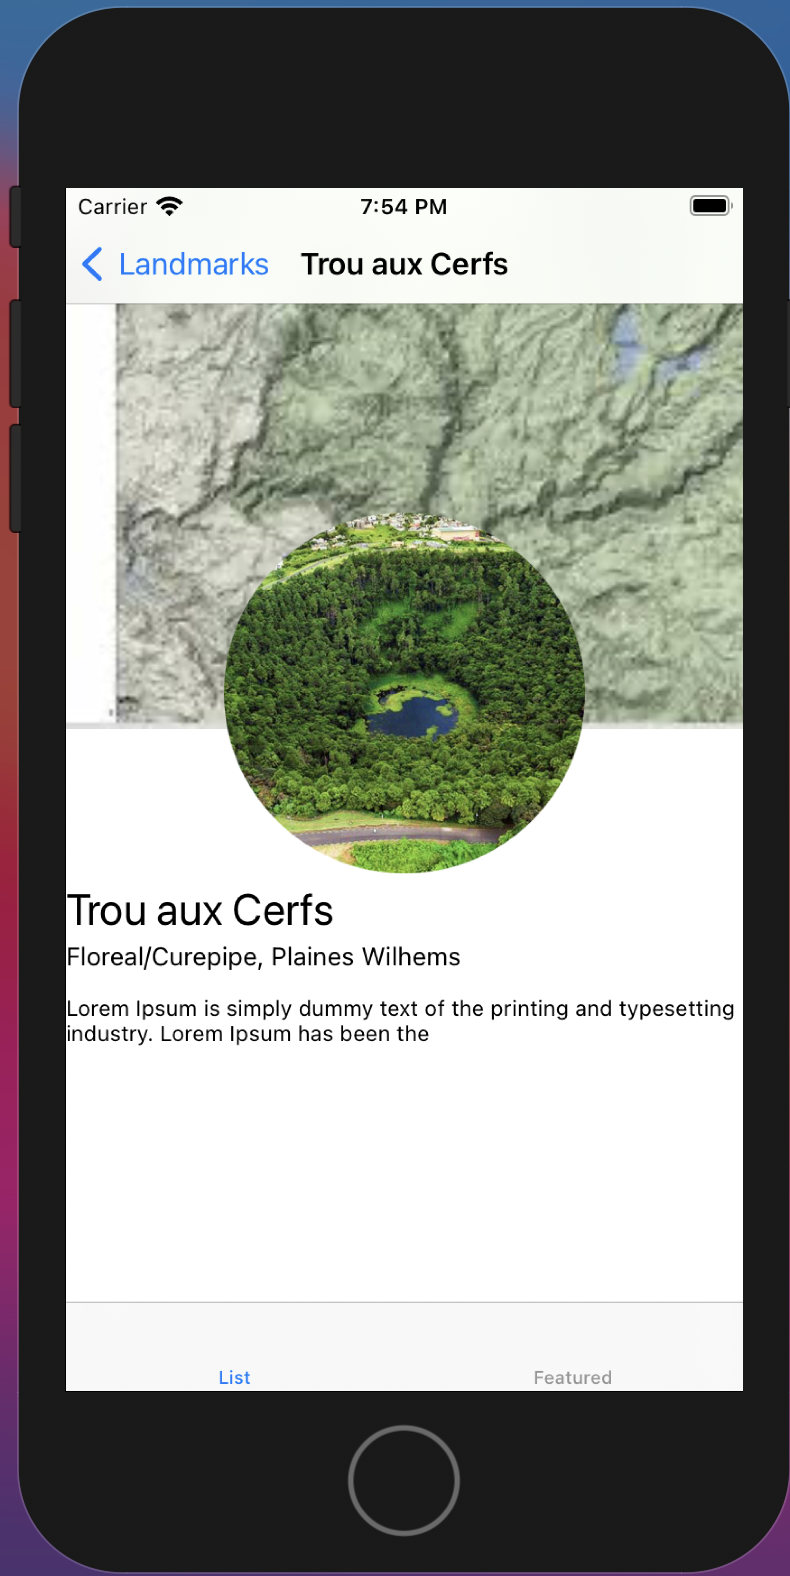 Carrier 7:54 PM
Landmarks Trou aux Cerfs
Trou aux Cerfs
Floreal/Curepipe, Plaines Wilhems
Lorem Ipsum is simply dummy text of the printing and typesetting
industry. Lorem Ipsum has been the
List Featured